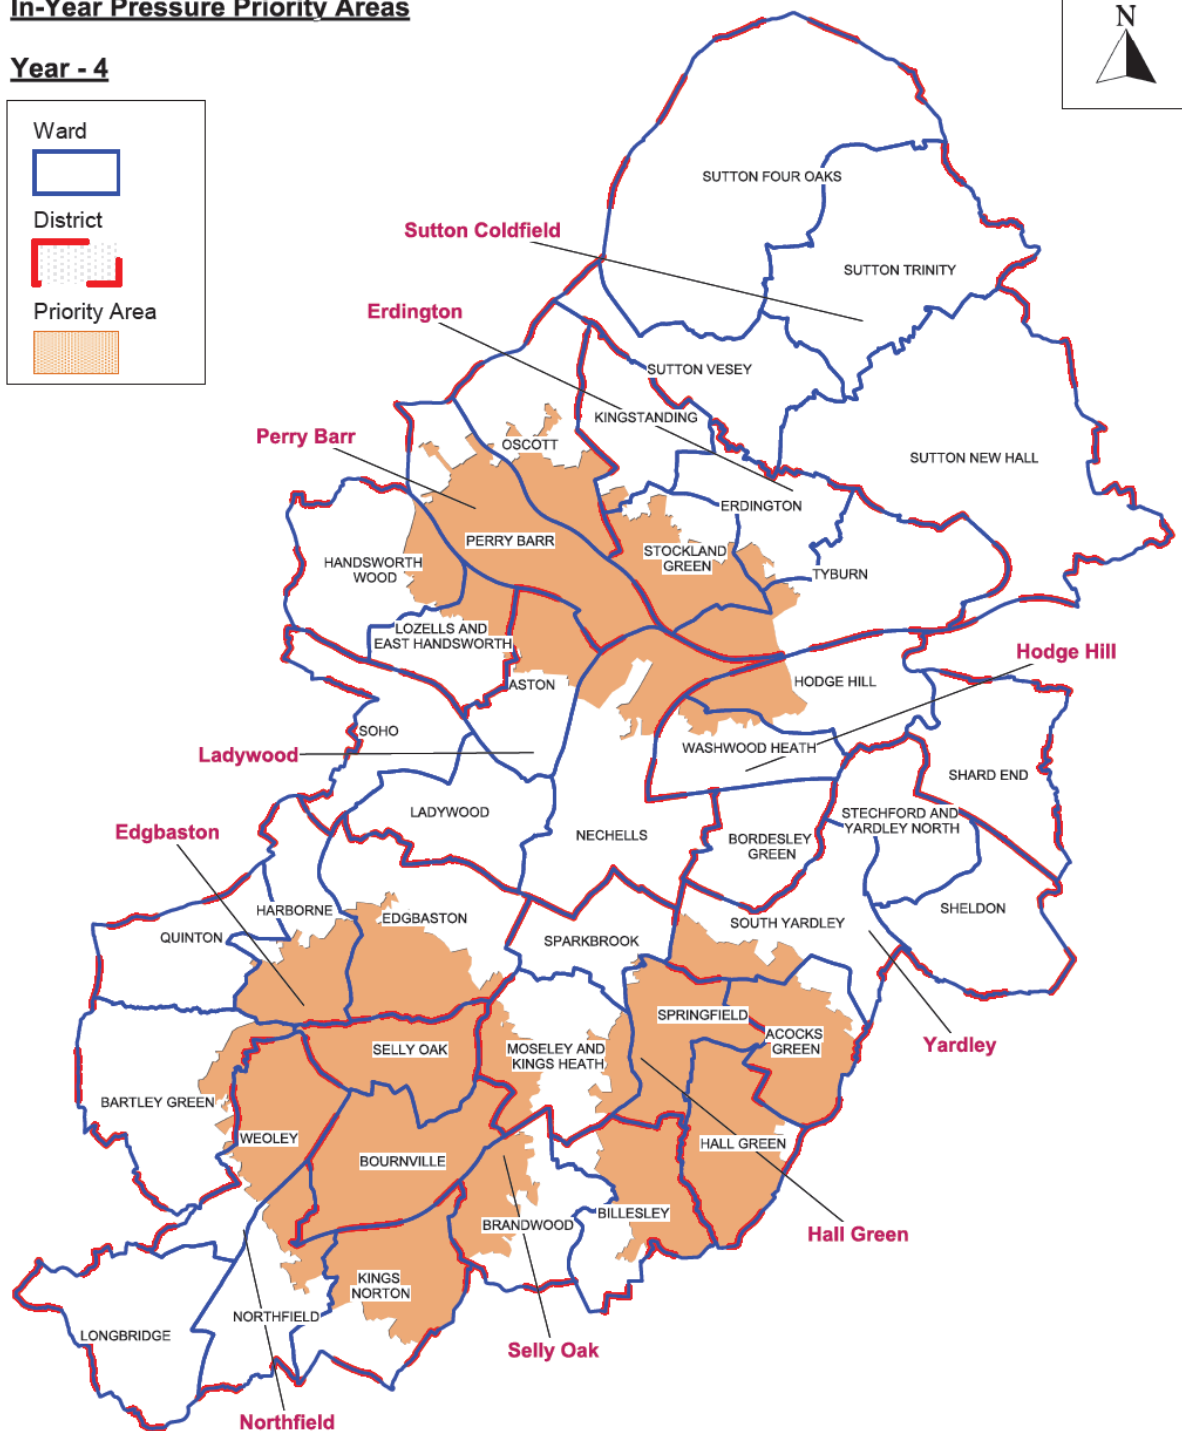 In-Year Pressure Priority Areas
Year - 4
N
Ward
District
Priority Area
SUTTON FOUR OAKS
Sutton Coldfield
SUTTON TRINITY
Erdington
SUTTON VESEY
KINGSTANDING
Perry Barr
OSCOTT
SUTTON NEW HALL
ERDINGTON
PERRY BARR
STOCKLAND
GREEN
HANDSWORTH
WOOD
TYBURN
LOZELLS AND
EAST HANDSWORTH
Hodge Hill
ASTON
HODGE HILL
SOHO
WASHWOOD HEATH
Ladywood
SHARD END
LADYWOOD
STECHFORD AND
YARDLEY NORTH
Edgbaston
NECHELLS
BORDESLEY
GREEN
HARBORNE
EDGBASTON
SHELDON
QUINTON
SOUTH YARDLEY
SPARKBROOK
SPRINGFIELD
ACOCKS
GREEN
Yardley
SELLY OAK
MOSELEY AND
KINGS HEATH
BARTLEY GREEN
WEOLEY
HALL GREEN
BOURNVILLE
BILLESLEY
BRANDWOOD
Hall Green
KINGS
NORTON
NORTHFIELD
LONGBRIDGE
Selly Oak
Northfield